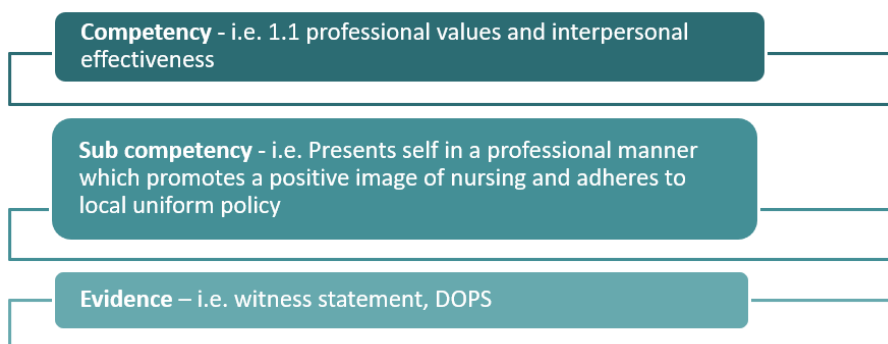 Competency - i.e. 1.1 professional values and interpersonal
effectiveness
Sub competency - i.e. Presents self in a professional manner
which promotes a positive image of nursing and adheres to
local uniform policy
Evidence – i.e. witness statement, DOPS